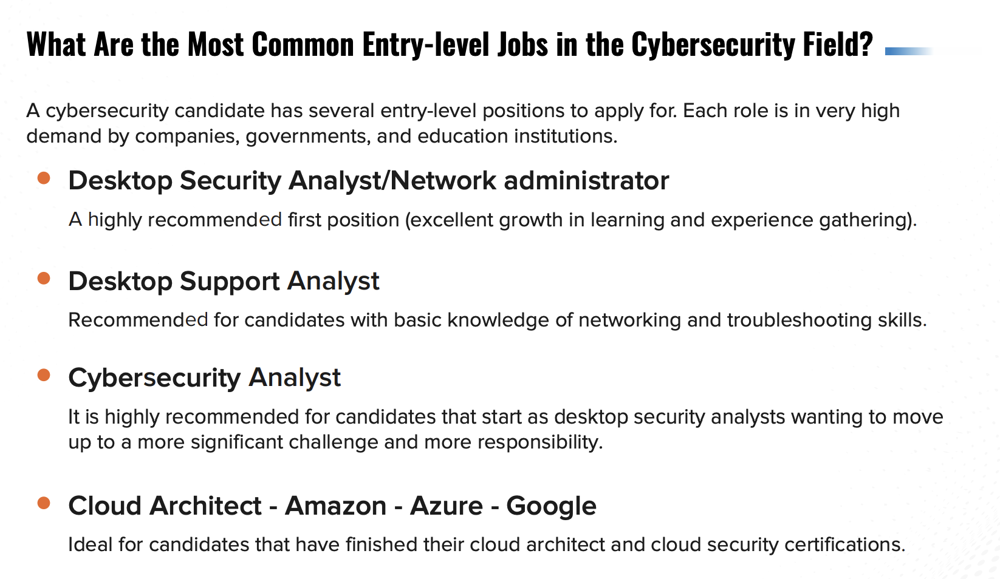 What Are the Most Common Entry-level Jobs in the Cybersecurity Field?
A cybersecurity candidate has several entry-level positions to apply for. Each role is in very high
demand by companies, governments, and education institutions.
Desktop Security Analyst/Network administrator
A highly recommended first position (excellent growth in learning and experience gathering).
Desktop Support Analyst
Recommended for candidates with basic knowledge of networking and troubleshooting skills.
Cybersecurity Analyst
It is highly recommended for candidates that start as desktop security analysts wanting to move
up to a more significant challenge and more responsibility.
Cloud Architect - Amazon - Azure - Google
Ideal for candidates that have finished their cloud architect and cloud security certifications.